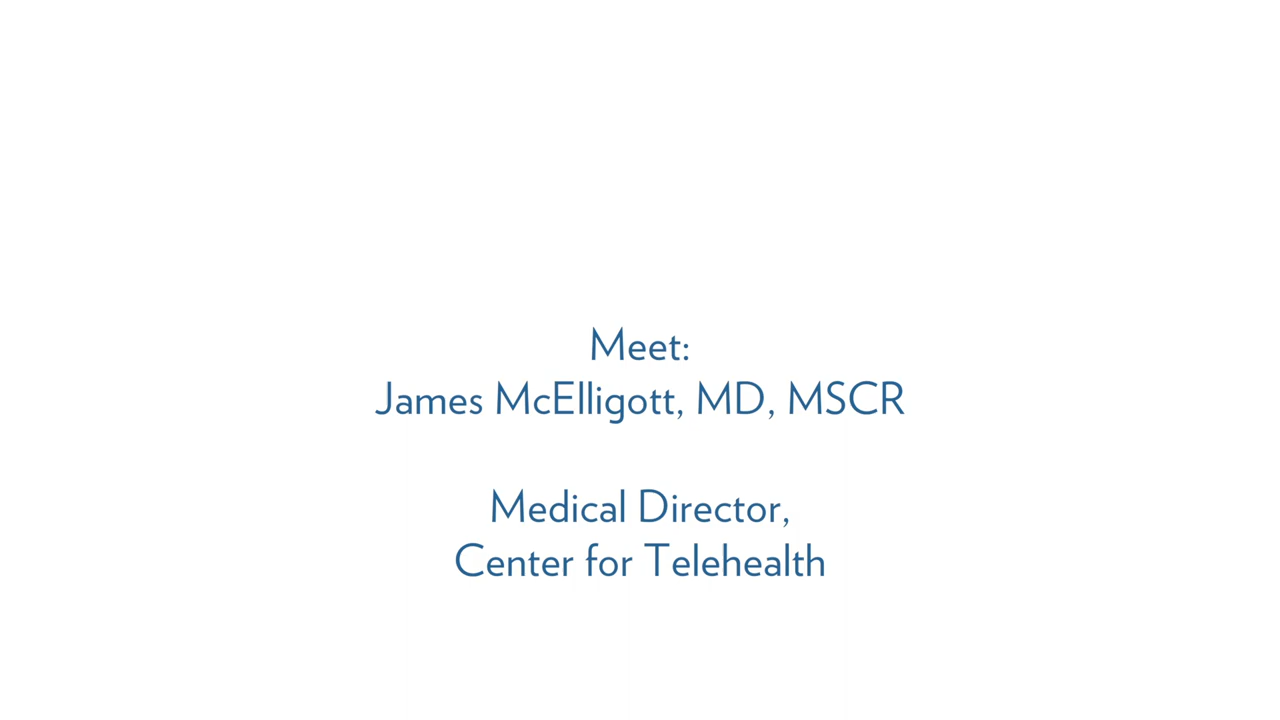 Meet:
James McElligott, MD, MSCR
Medical Director,
Center for Telehealth